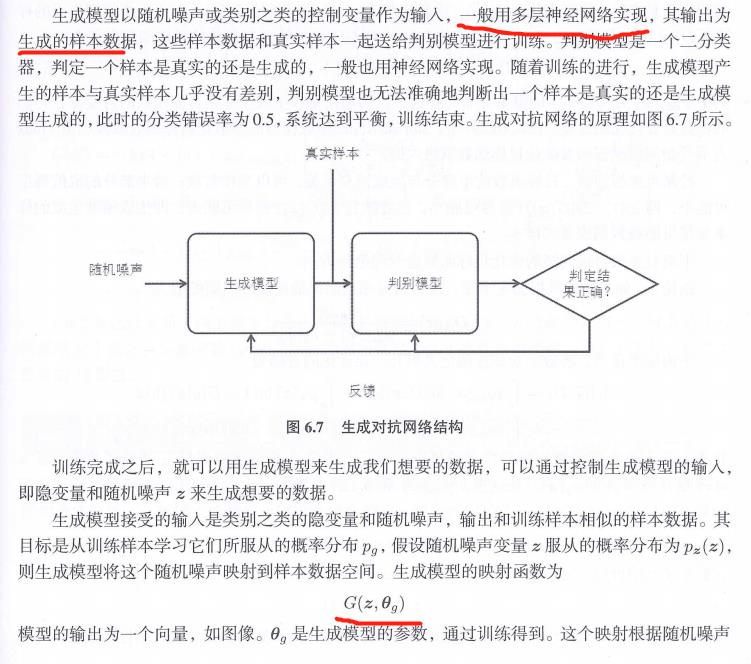 生成模型以随机噪声或类别之类的控制变量作为输入，一般用多层神经网络实现，其输出为
生成的样本数据，这些样本数据和真实样本一起送给判别模型进行训练。判别模型是一个二分类
器，判定一个样本是真实的还是生成的，一般也用神经网络实现。随着训练的进行，生成模型产
生的样本与真实样本几乎没有差别，判别模型也无法准确地判断出一个样本是真实的还是生成模
型生成的，此时的分类错误率为 0.5，系统达到平衡，训练结束。生成对抗网络的原理如图 6.7 所示。
真实样本
随机噪声
生成模型
判别模型
判定结
果正确？
反馈
图 6.7 生成对抗网络结构
训练完成之后，就可以用生成模型来生成我们想要的数据，可以通过控制生成模型的输入，
即隐变量和随机噪声 z 来生成想要的数据。
生成模型接受的输入是类别之类的隐变量和随机噪声，输出和训练样本相似的样本数据。其
目标是从训练样本学习它们所服从的概率分布 p_g，假设随机噪声变量 z 服从的概率分布为 p_z(z)，
则生成模型将这个随机噪声映射到样本数据空间。生成模型的映射函数为
G(z, θ_g)
模型的输出为一个向量，如图像。θ_g 是生成模型的参数，通过训练得到。这个映射根据随机噪声